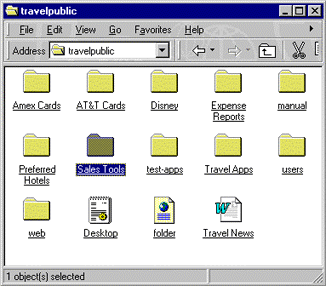 travelpublic
File Edit View Go Favorites Help
Address travelpublic
Amex Cards AT&T Cards Disney Expense Reports manual
Preferred Hotels Sales Tools test-apps Travel Apps users
web Desktop folder Travel News
1 object(s) selected